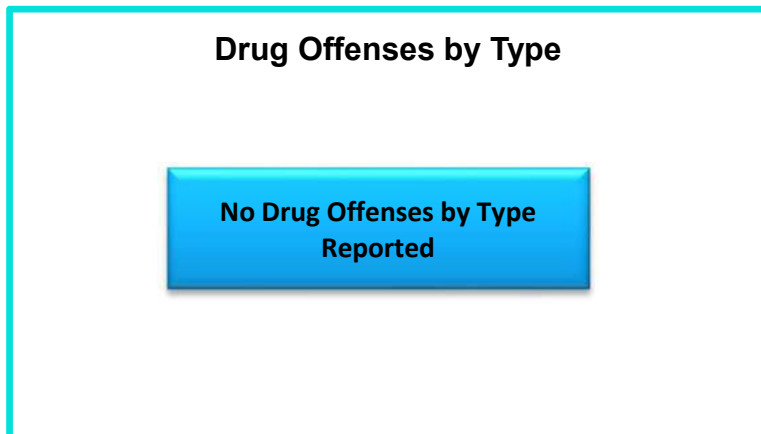 Drug Offenses by Type
No Drug Offenses by Type
Reported